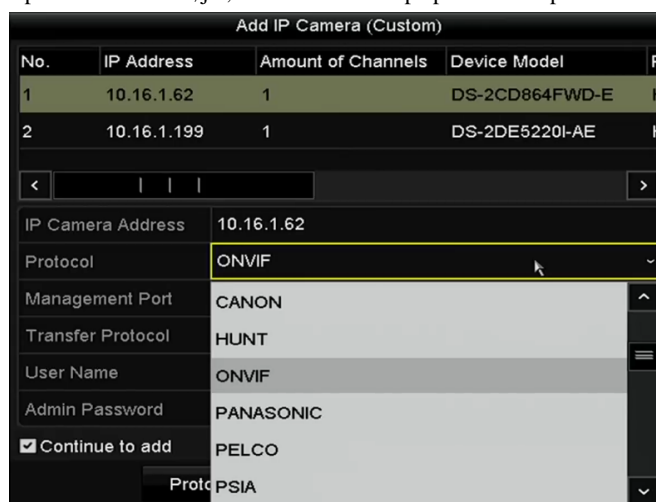 Add IP Camera (Custom)
No. IP Address Amount of Channels Device Model
1 10.16.1.62 1 DS-2CD864FWD-E
2 10.16.1.199 1 DS-2DE5220I-AE
IP Camera Address 10.16.1.62
Protocol ONVIF
Management Port CANON
Transfer Protocol HUNT
User Name ONVIF
Admin Password PANASONIC
Continue to add PELCO
PSIA